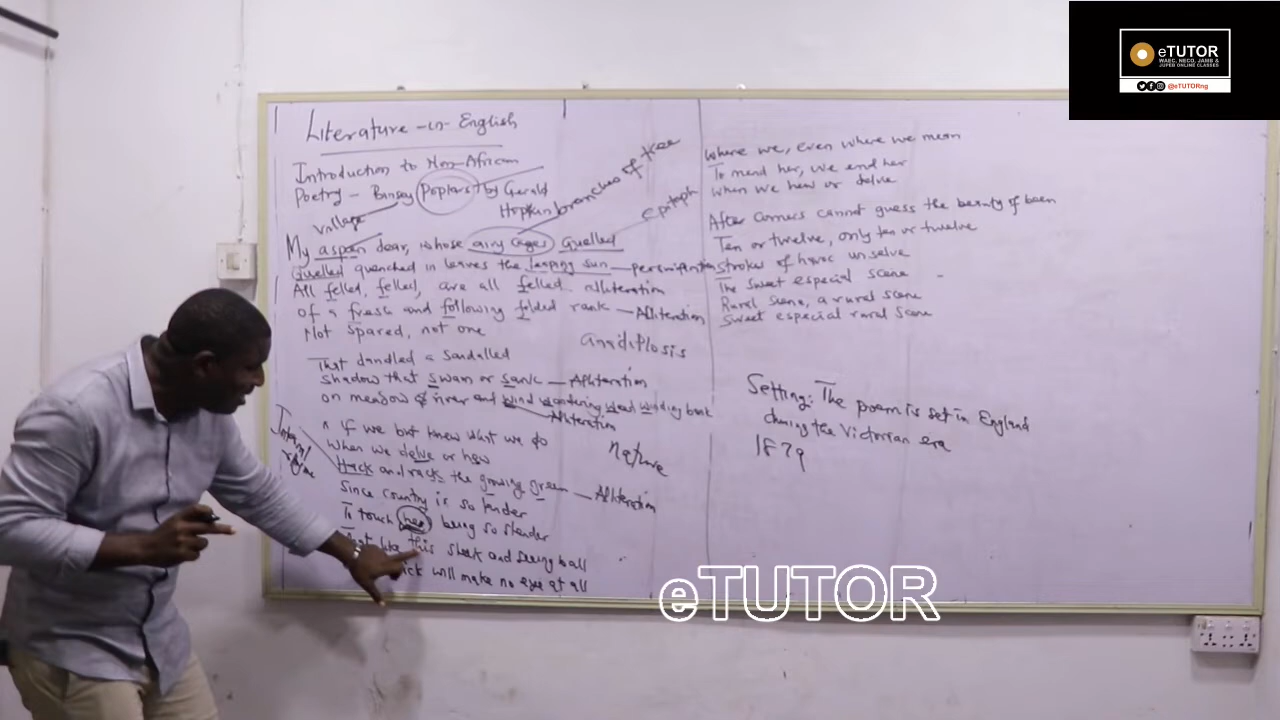 eTUTOR
WAEC, NECO, JAMB &
JUPEB ONLINE CLASSES
@eTUTORng
Literature-in-English
Introduction to Non-African
Poetry - Binsey Poplars by Gerald
Hopkin
branches of tree
village
epitaph
My aspen dear, whose airy cages quelled
quelled quenched in leaves the leaping sun — personification
All felled, felled, are all felled. Alliteration
of a fresh and following folded rank — Alliteration
Not spared, not one
anadiplosis
That dandled a sandalled
shadow that swam or sank — Alliteration
on meadow & river and wind wandering weed winding bank
Alliteration
if we but knew what we do
nature
when we delve or hew
Internal
Hack and rack the growing green — Alliteration
Since country is so tender
To touch her being so slender
like this sleek and seeing ball
will make no eye at all
where we, even where we mean
To mend her, we end her
when we hew or delve
After comers cannot guess the beauty of been
Ten or twelve, only ten or twelve
strokes of havoc unselve
The sweet especial scene
Rural scene, a rural scene
Sweet especial rural scene
Setting: The poem is set in England
during the Victorian era
1879
eTUTOR